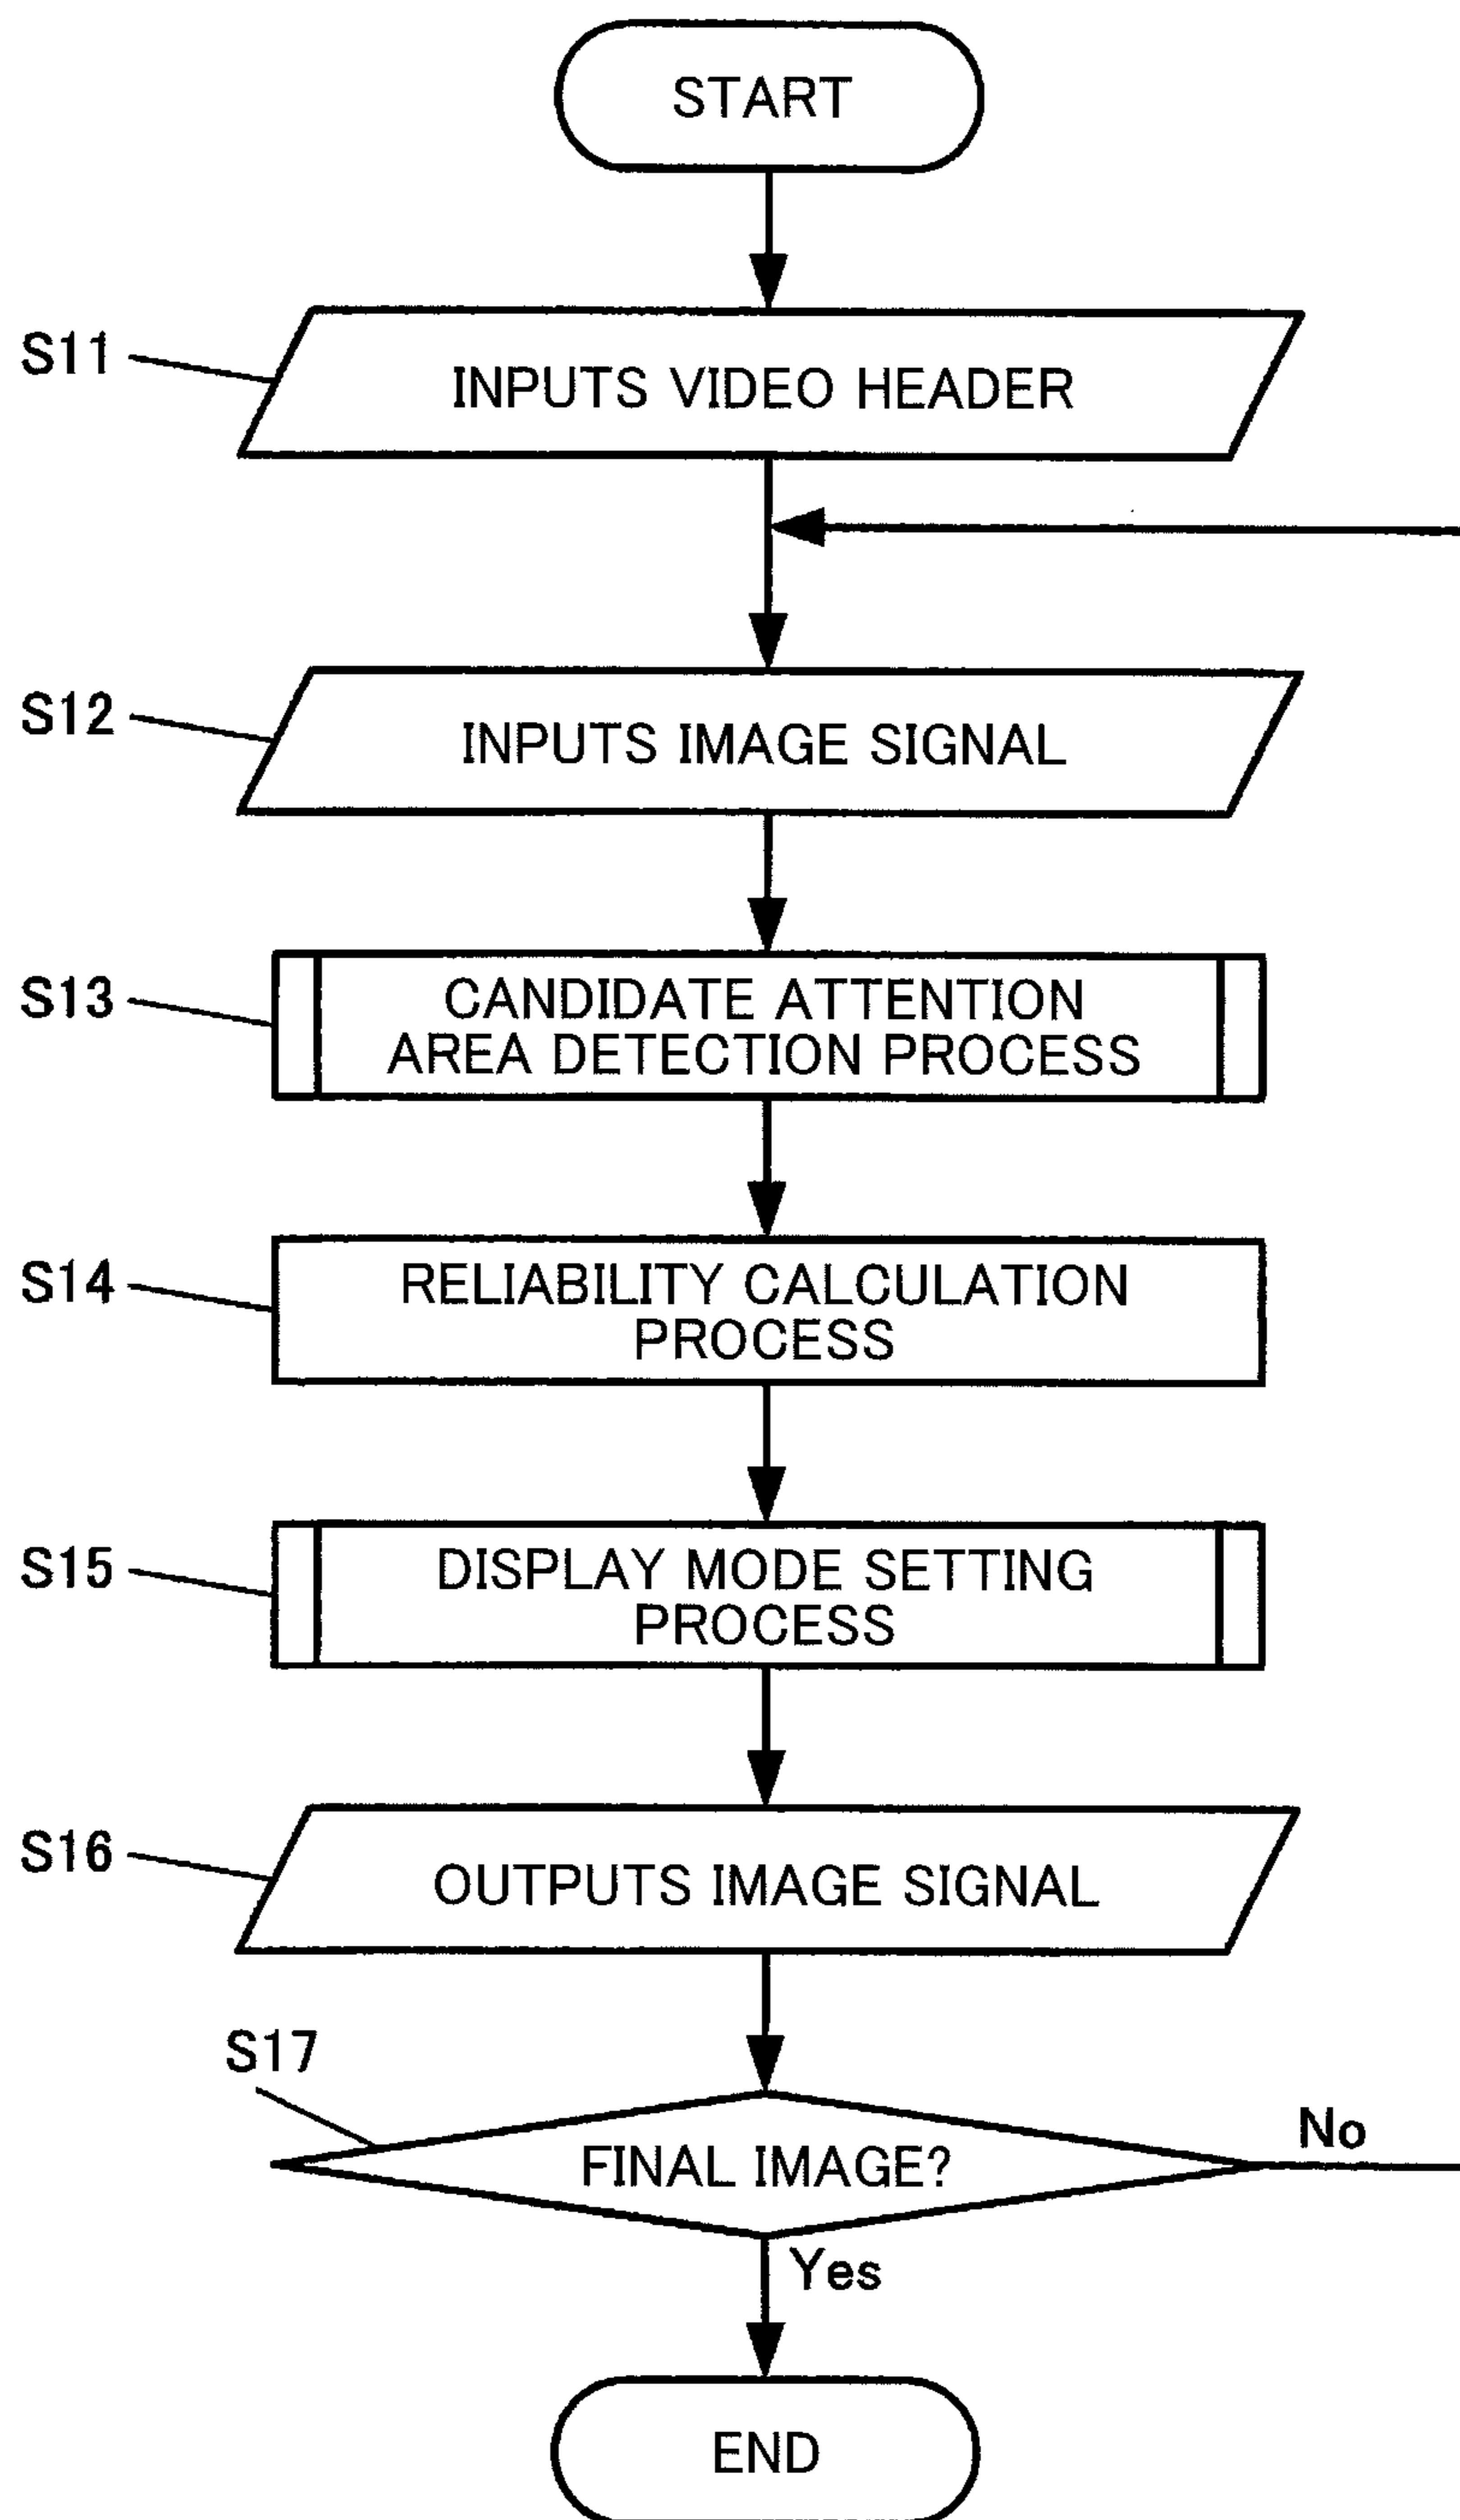 START
S11
INPUTS VIDEO HEADER
S12
INPUTS IMAGE SIGNAL
S13
CANDIDATE ATTENTION
AREA DETECTION PROCESS
S14
RELIABILITY CALCULATION
PROCESS
S15
DISPLAY MODE SETTING
PROCESS
S16
OUTPUTS IMAGE SIGNAL
S17
FINAL IMAGE?
No
Yes
END